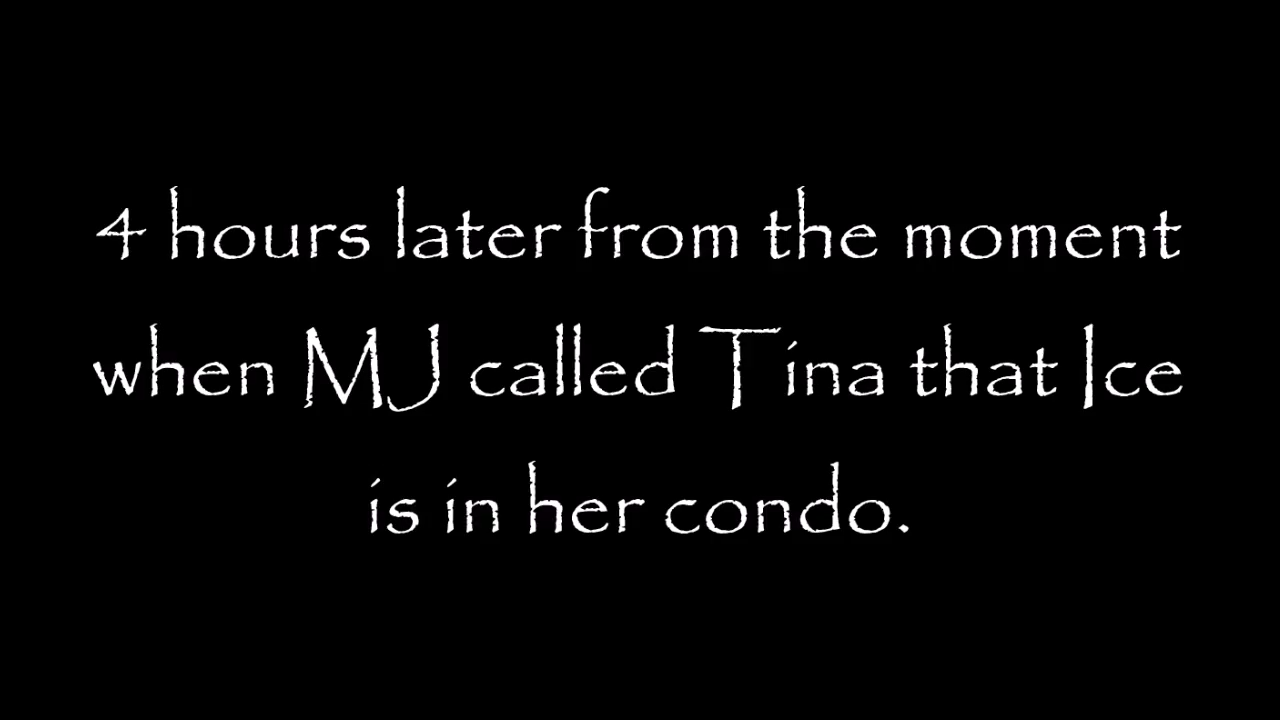 4 hours later from the moment
when MJ called Tina that Ice
is in her condo.